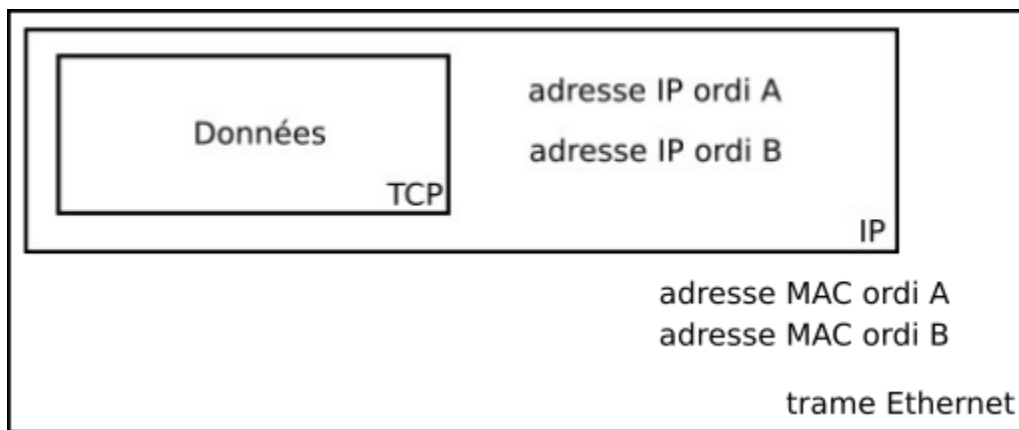 adresse IP ordi A
Données
adresse IP ordi B
TCP
IP
adresse MAC ordi A
adresse MAC ordi B
trame Ethernet